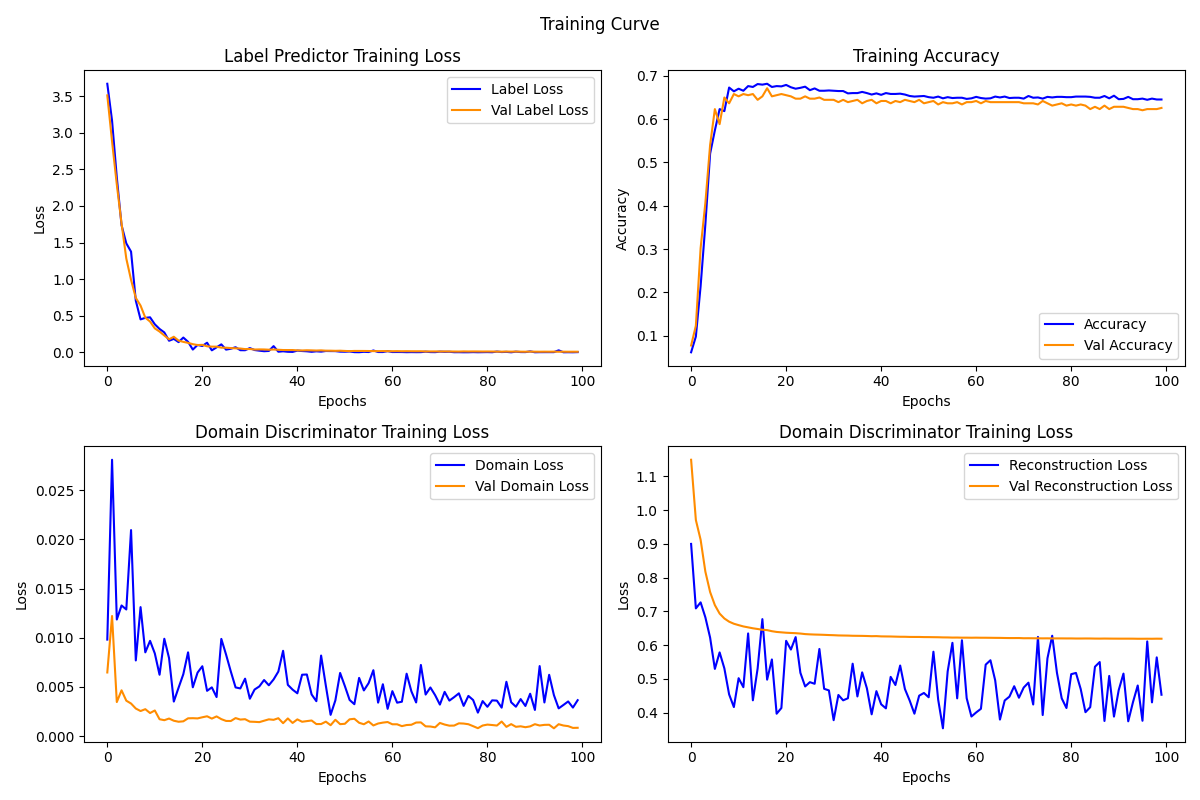 Training Curve
Label Predictor Training Loss
Loss
3.5
3.0
2.5
2.0
1.5
1.0
0.5
0.0
Label Loss
Val Label Loss
0 20 40 60 80 100
Epochs
Training Accuracy
Accuracy
0.7
0.6
0.5
0.4
0.3
0.2
0.1
Accuracy
Val Accuracy
0 20 40 60 80 100
Epochs
Domain Discriminator Training Loss
Loss
0.025
0.020
0.015
0.010
0.005
0.000
Domain Loss
Val Domain Loss
0 20 40 60 80 100
Epochs
Domain Discriminator Training Loss
Loss
1.1
1.0
0.9
0.8
0.7
0.6
0.5
0.4
Reconstruction Loss
Val Reconstruction Loss
0 20 40 60 80 100
Epochs